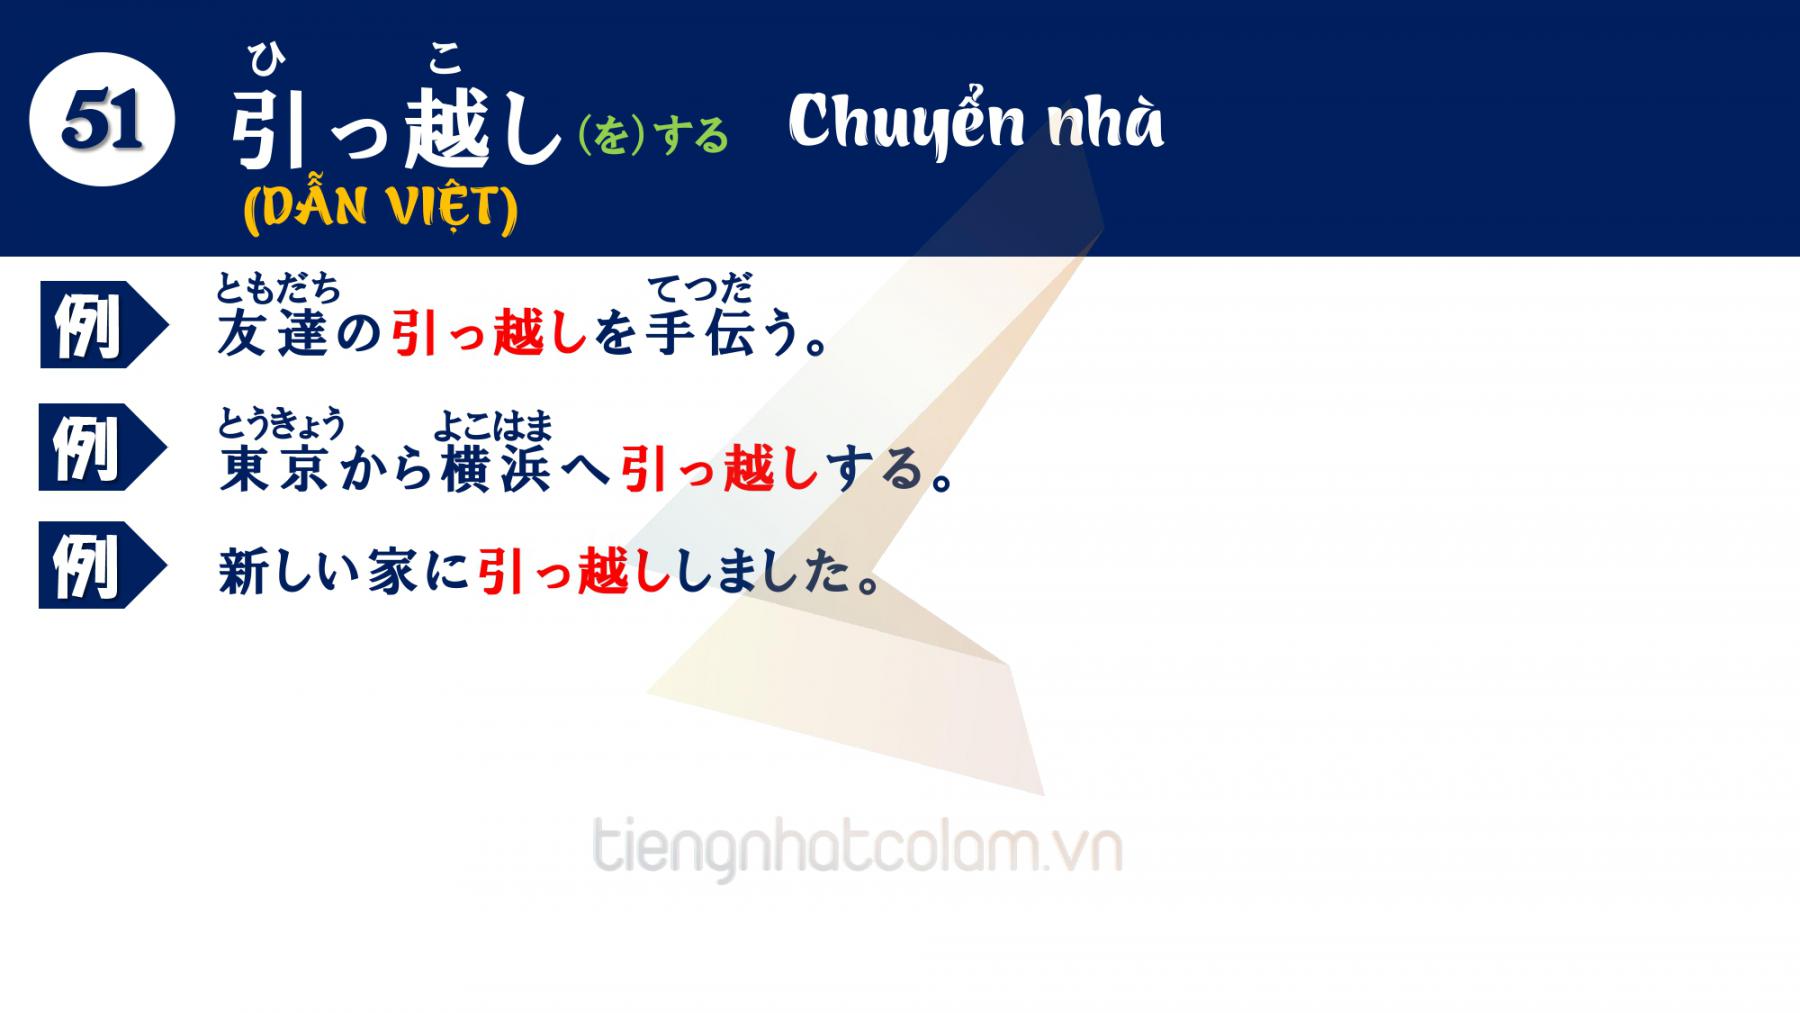 ひ こ
51 引っ越し（を）する Chuyển nhà
(DẪN VIỆT)
ともだち てつだ
例 友達の引っ越しを手伝う。
とうきょう よこはま
例 東京から横浜へ引っ越しする。
例 新しい家に引っ越ししました。
tiengnhatcolam.vn